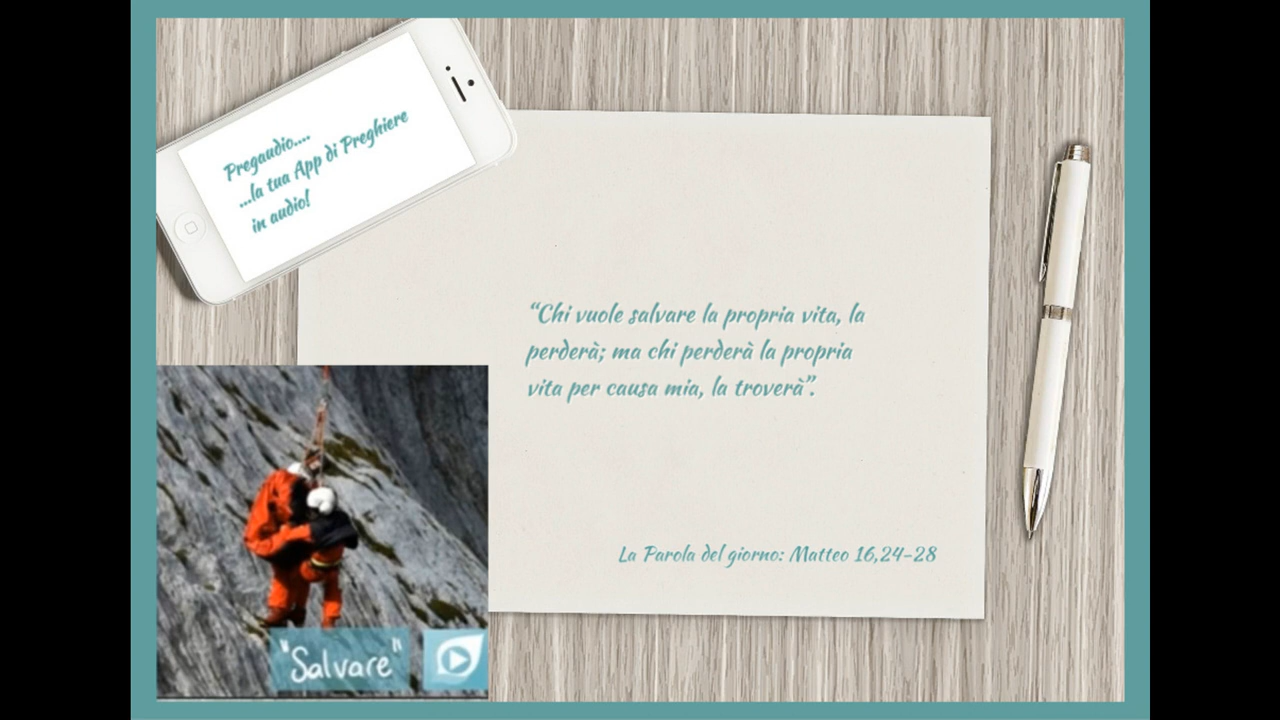 Pregaudio....
...la tua App di Preghiere
in audio!
“Chi vuole salvare la propria vita, la
perderà; ma chi perderà la propria
vita per causa mia, la troverà”.
La Parola del giorno: Matteo 16,24-28
"Salvare"